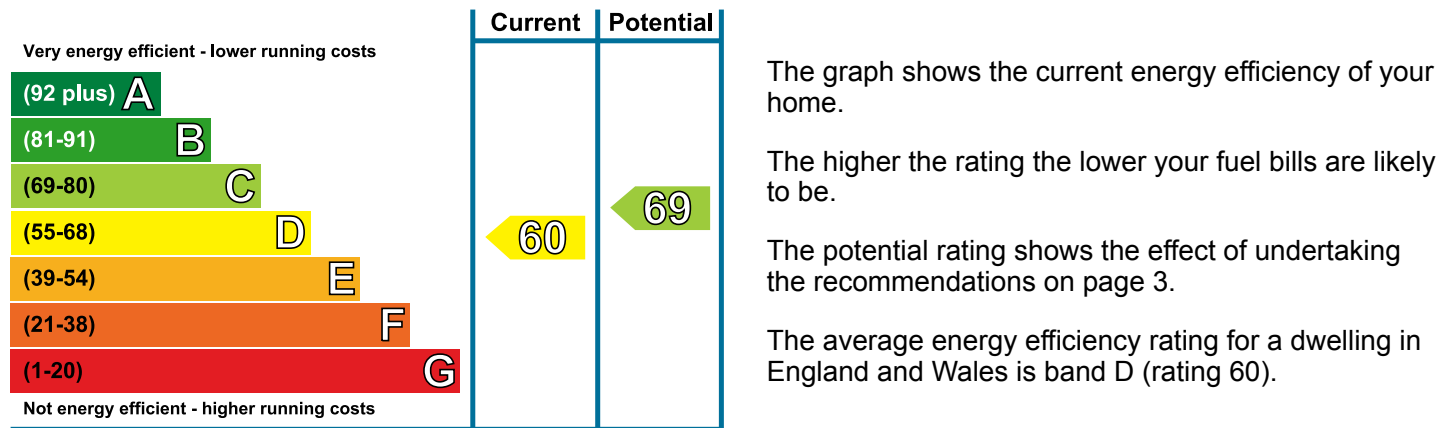 Current Potential
Very energy efficient - lower running costs
(92 plus) A
(81-91) B
(69-80) C
(55-68) D
(39-54) E
(21-38) F
(1-20) G
Not energy efficient - higher running costs
60
69
The graph shows the current energy efficiency of your
home.
The higher the rating the lower your fuel bills are likely
to be.
The potential rating shows the effect of undertaking
the recommendations on page 3.
The average energy efficiency rating for a dwelling in
England and Wales is band D (rating 60).